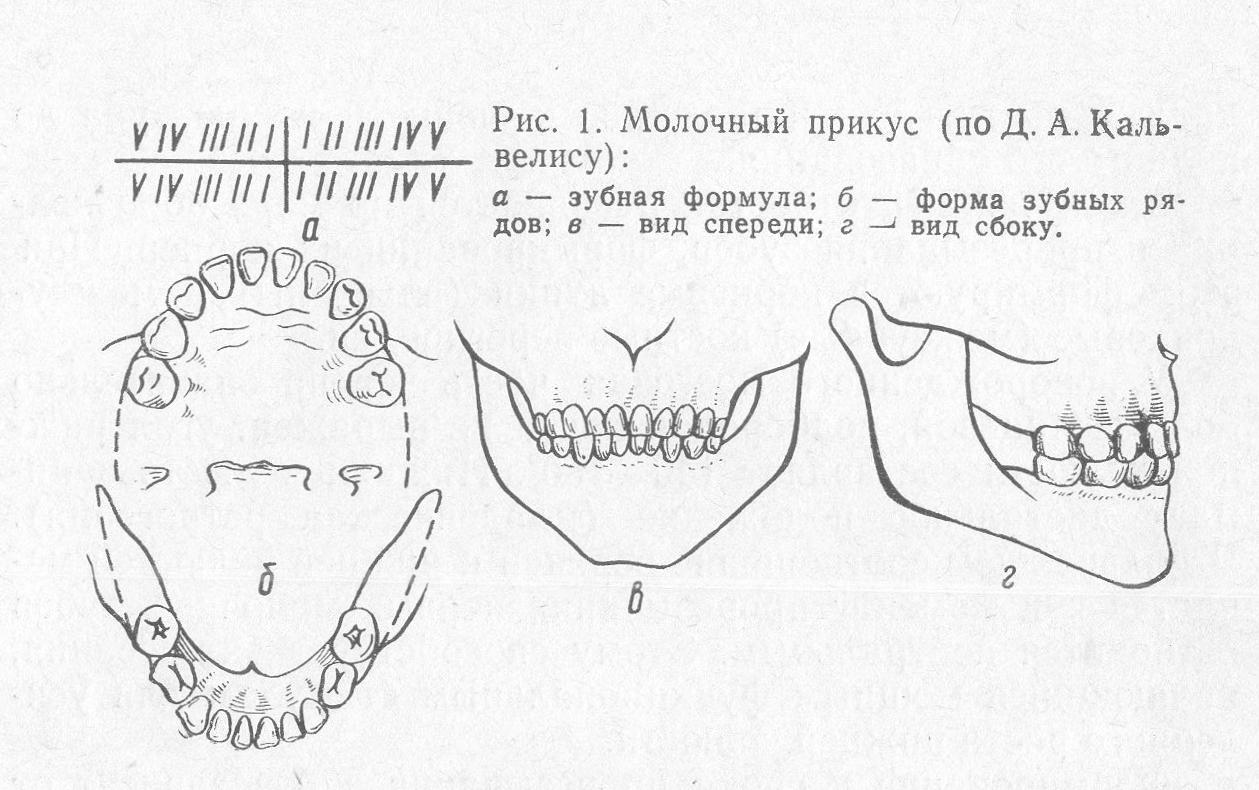 V IV III II I I II III IV V
V IV III II I I II III IV V
а
Рис. 1. Молочный прикус (по Д. А. Каль-
велису):
а — зубная формула; б — форма зубных ря-
дов; в — вид спереди; г — вид сбоку.
б
в
г